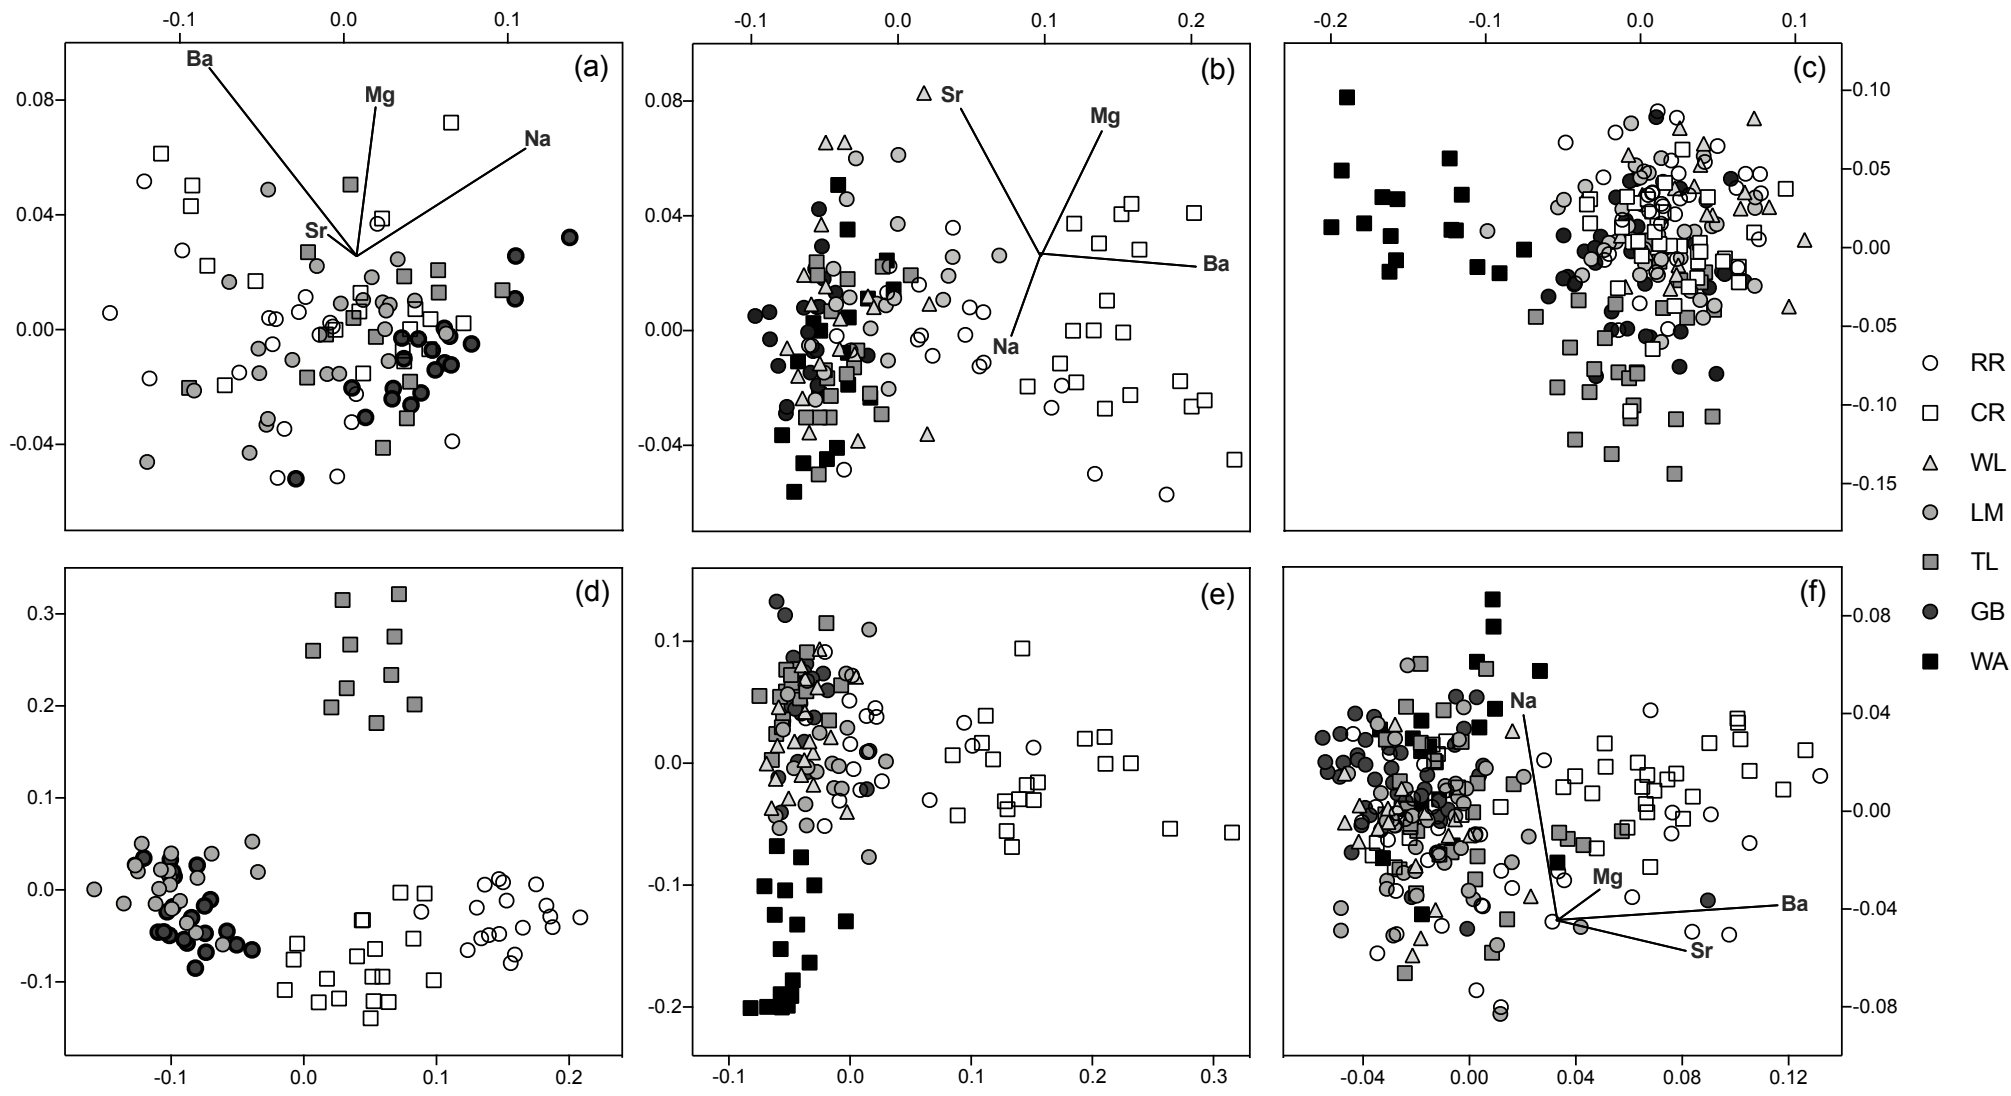 -0.1 0.0 0.1
-0.1 0.0 0.1 0.2
-0.2 -0.1 0.0 0.1
(a)
(b)
(c)
Ba
Mg
Na
Sr
Sr
Mg
Ba
Na
0.08
0.04
0.00
-0.04
0.08
0.04
0.00
-0.04
0.10
0.05
0.00
-0.05
-0.10
-0.15
RR
CR
WL
LM
TL
GB
WA
(d)
(e)
(f)
0.3
0.2
0.1
0.0
-0.1
0.1
0.0
-0.1
-0.2
Na
Mg
Ba
Sr
0.08
0.04
0.00
-0.04
-0.08
-0.1 0.0 0.1 0.2
-0.1 0.0 0.1 0.2 0.3
-0.04 0.00 0.04 0.08 0.12